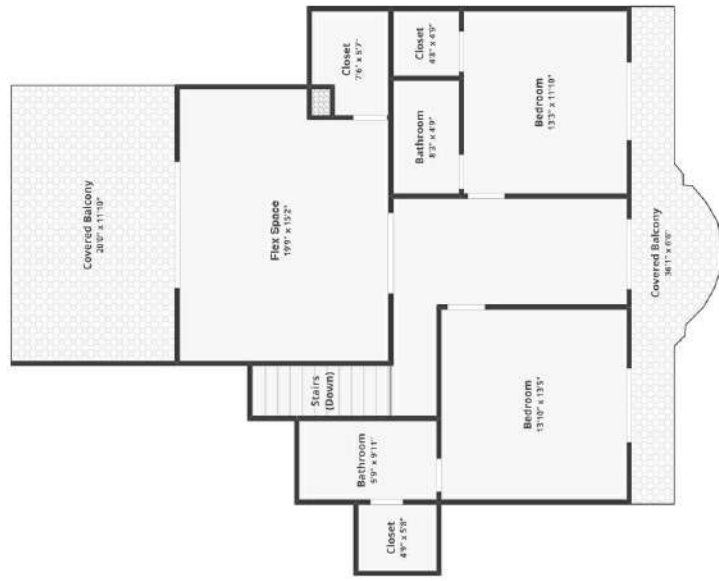 Closet
7'6" x 5'7"
Closet
4'3" x 4'9"
Bedroom
13'3" x 11'10"
Bathroom
8'3" x 4'9"
Covered Balcony
20'0" x 11'10"
Flex Space
19'9" x 15'2"
Covered Balcony
36'1" x 6'6"
Stairs
(Down)
Bedroom
13'10" x 13'5"
Bathroom
5'9" x 9'11"
Closet
4'9" x 5'8"